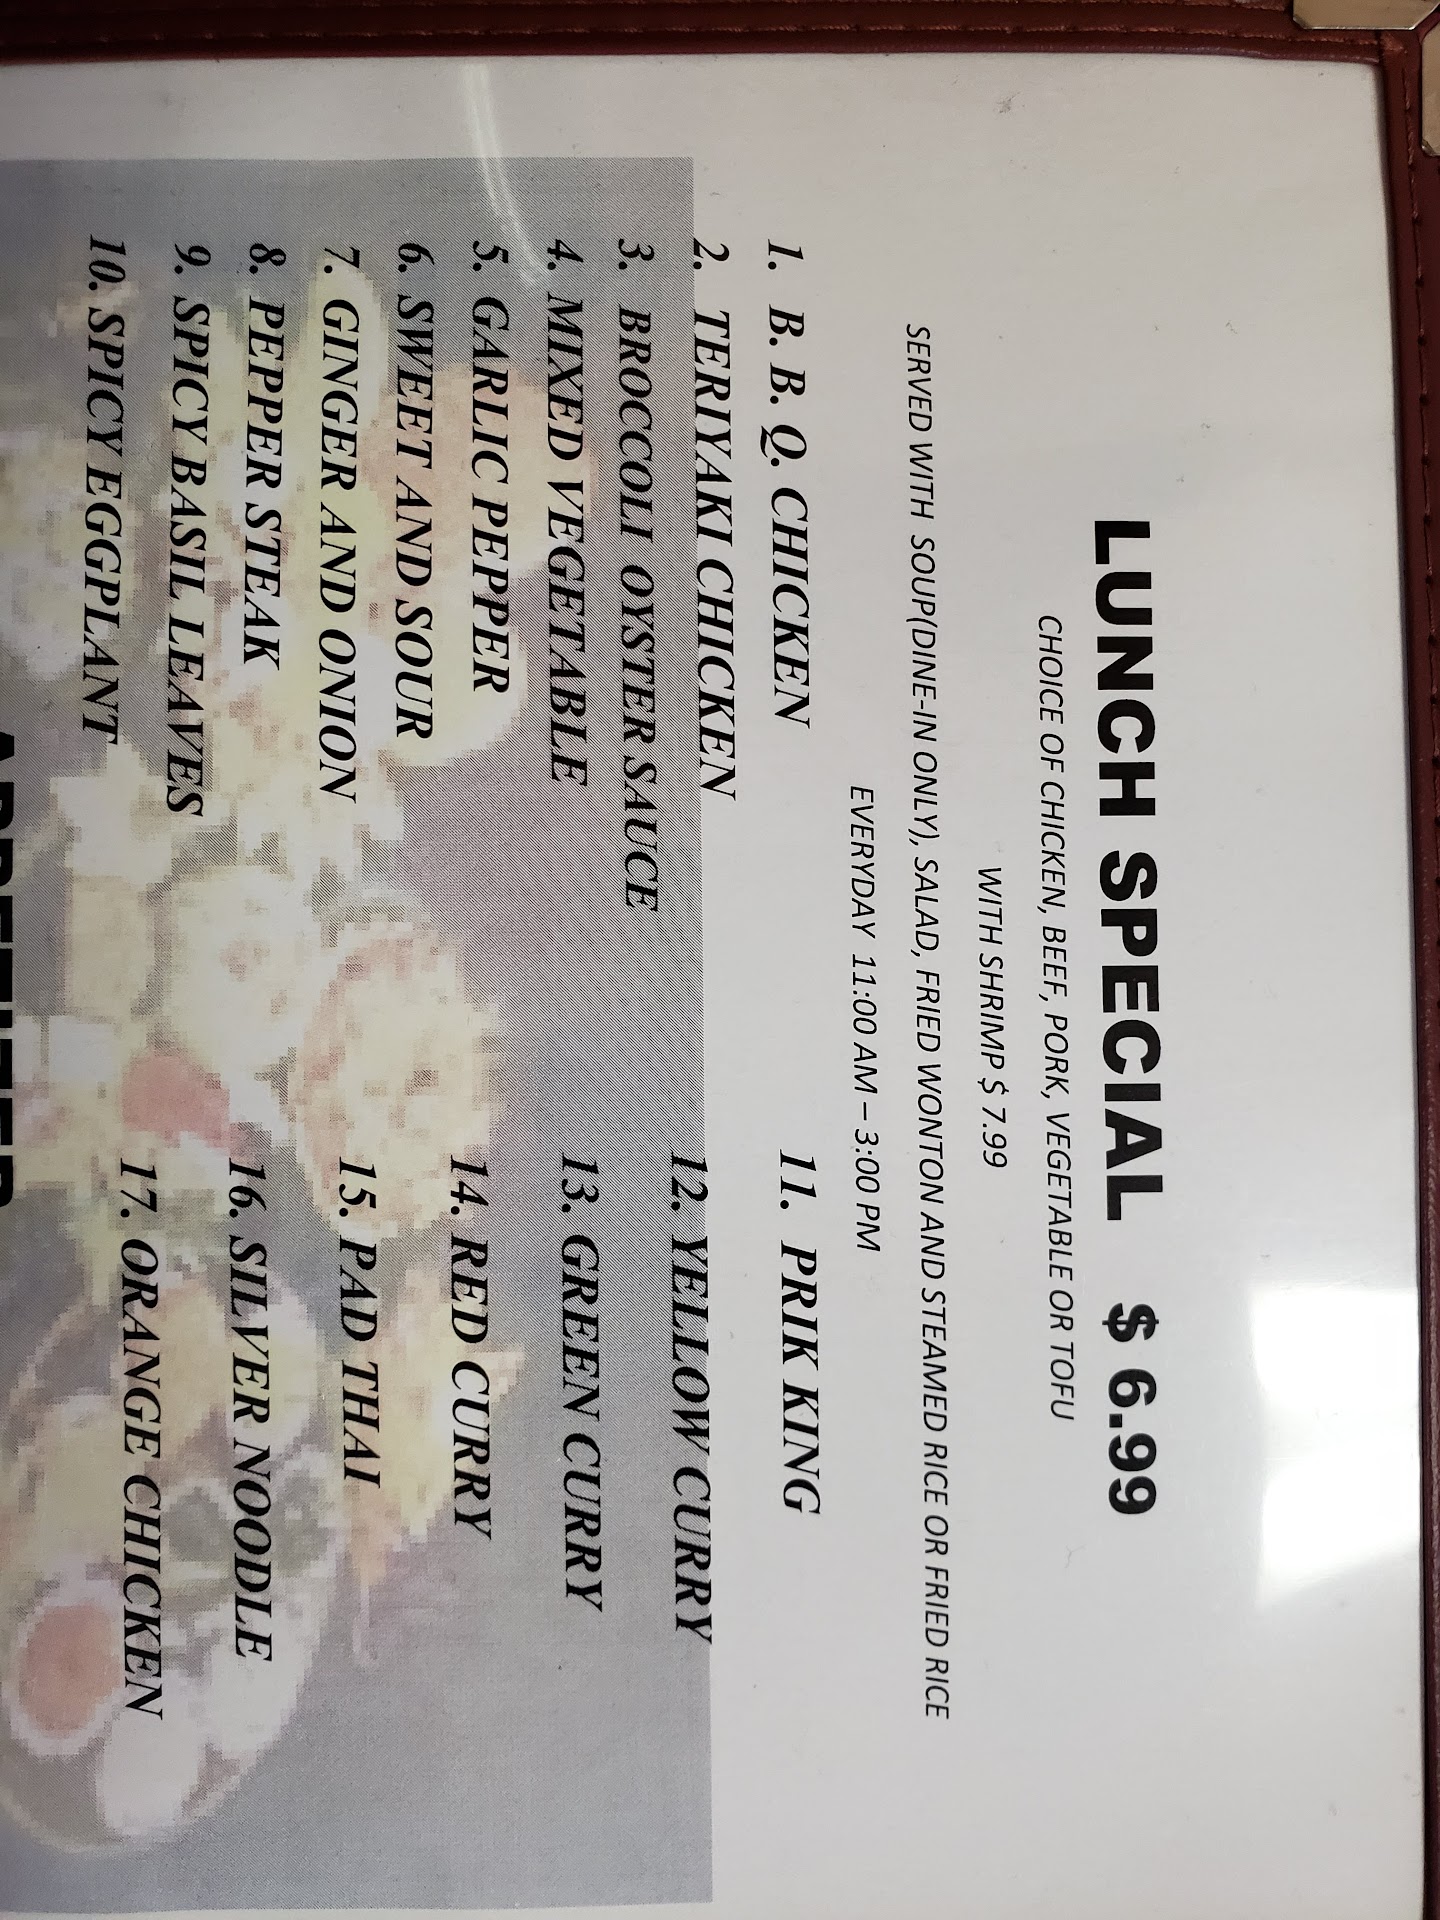 LUNCH SPECIAL $ 6.99
CHOICE OF CHICKEN, BEEF, PORK, VEGETABLE OR TOFU
WITH SHRIMP $ 7.99
SERVED WITH SOUP(DINE-IN ONLY), SALAD, FRIED WONTON AND STEAMED RICE OR FRIED RICE
EVERYDAY 11:00 AM – 3:00 PM
1. B. B. Q. CHICKEN
2. TERIYAKI CHICKEN
3. BROCCOLI OYSTER SAUCE
4. MIXED VEGETABLE
5. GARLIC PEPPER
6. SWEET AND SOUR
7. GINGER AND ONION
8. PEPPER STEAK
9. SPICY BASIL LEAVES
10. SPICY EGGPLANT
11. PRIK KING
12. YELLOW CURRY
13. GREEN CURRY
14. RED CURRY
15. PAD THAI
16. SILVER NOODLE
17. ORANGE CHICKEN